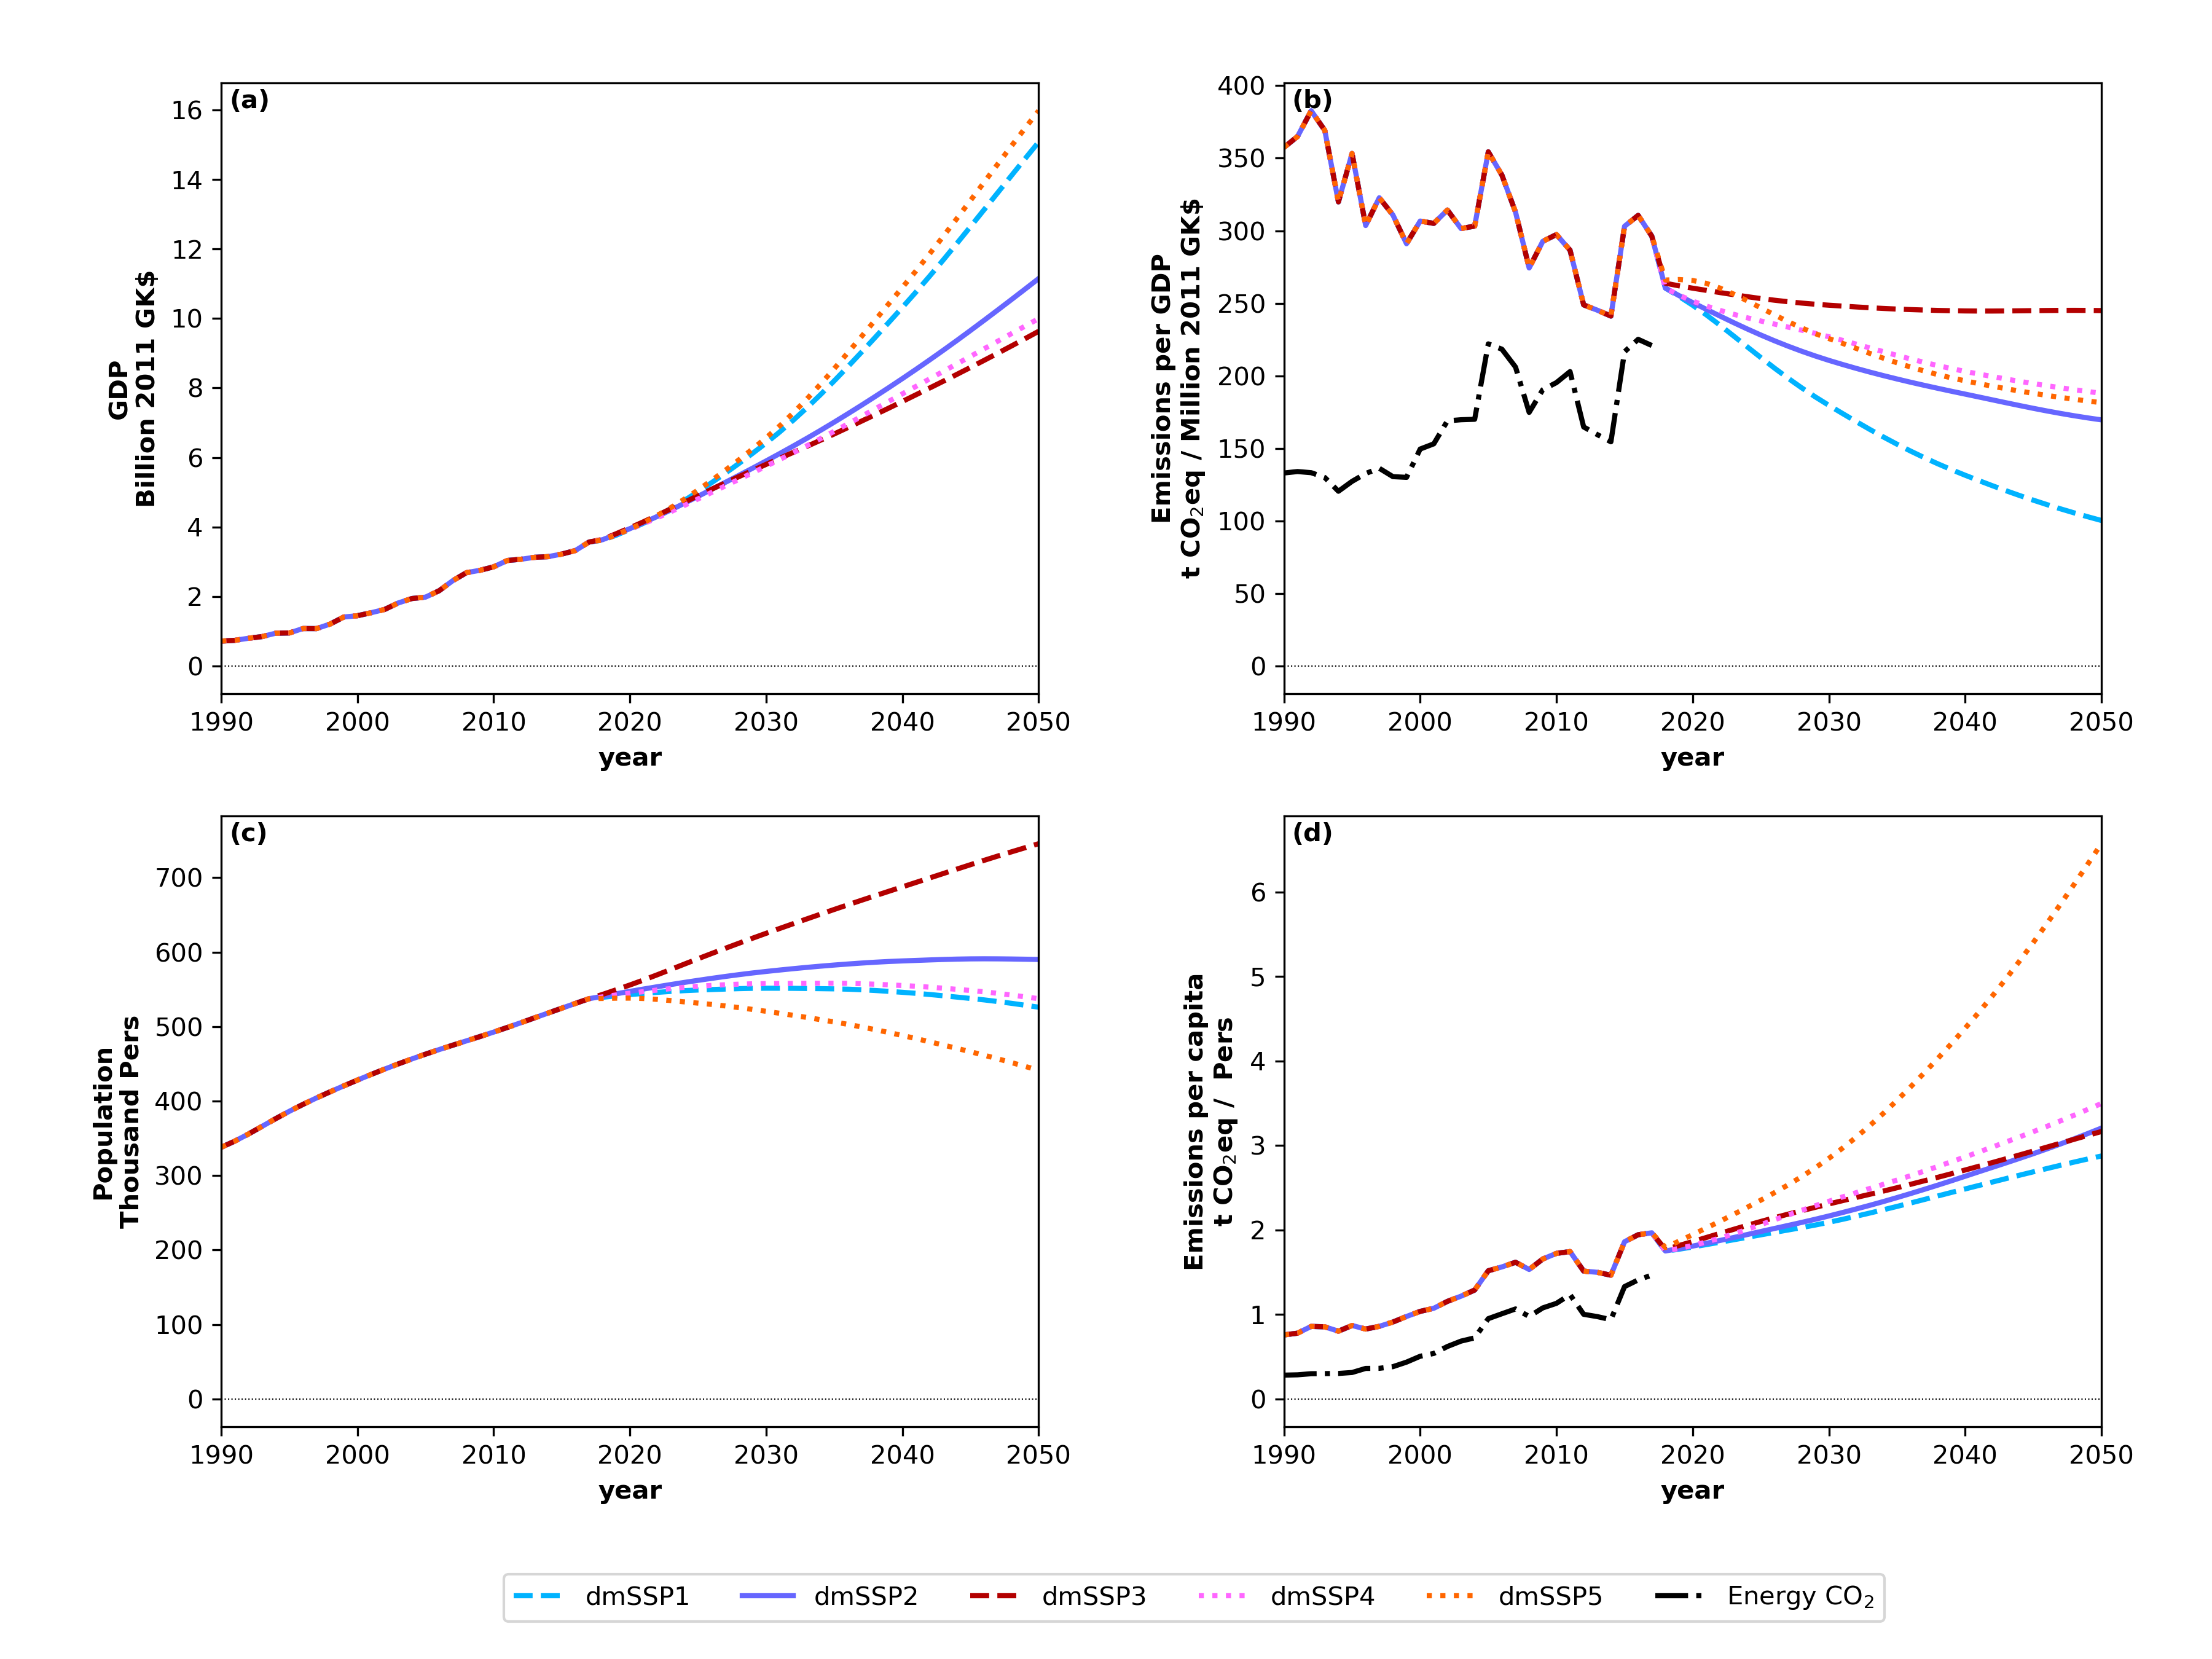 (a)
16
14
12
10
8
6
4
2
0
GDP
Billion 2011 GK$
1990 2000 2010 2020 2030 2040 2050
year
(b)
400
350
300
250
200
150
100
50
0
Emissions per GDP
t CO₂eq / Million 2011 GK$
1990 2000 2010 2020 2030 2040 2050
year
(c)
700
600
500
400
300
200
100
0
Population
Thousand Pers
1990 2000 2010 2020 2030 2040 2050
year
(d)
6
5
4
3
2
1
0
Emissions per capita
t CO₂eq / Pers
1990 2000 2010 2020 2030 2040 2050
year
dmSSP1 dmSSP2 dmSSP3 dmSSP4 dmSSP5 Energy CO₂